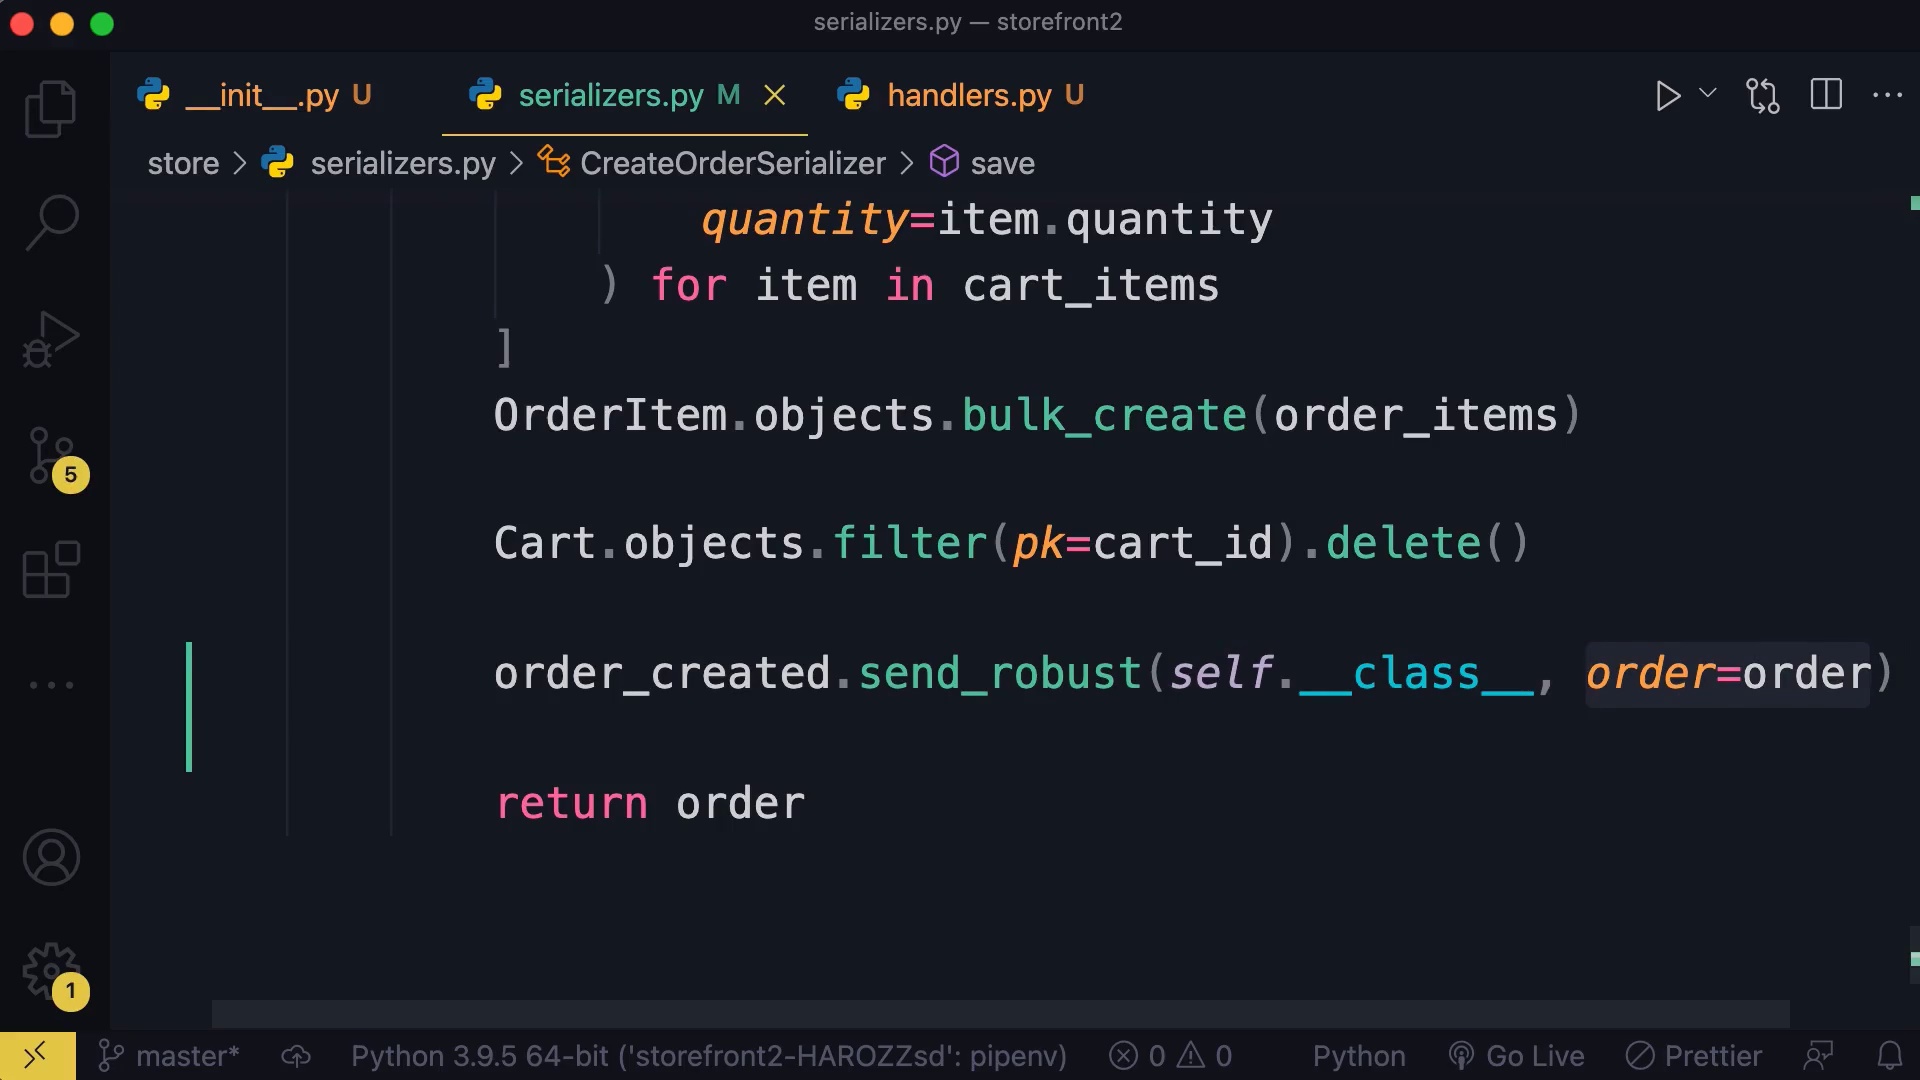 serializers.py — storefront2
__init__.py U
serializers.py M
handlers.py U
store > serializers.py > CreateOrderSerializer > save
quantity=item.quantity
) for item in cart_items
]
OrderItem.objects.bulk_create(order_items)
Cart.objects.filter(pk=cart_id).delete()
order_created.send_robust(self.__class__, order=order)
return order
5
1
master* Python 3.9.5 64-bit ('storefront2-HAROZZsd': pipenv) 0 0 Python Go Live Prettier